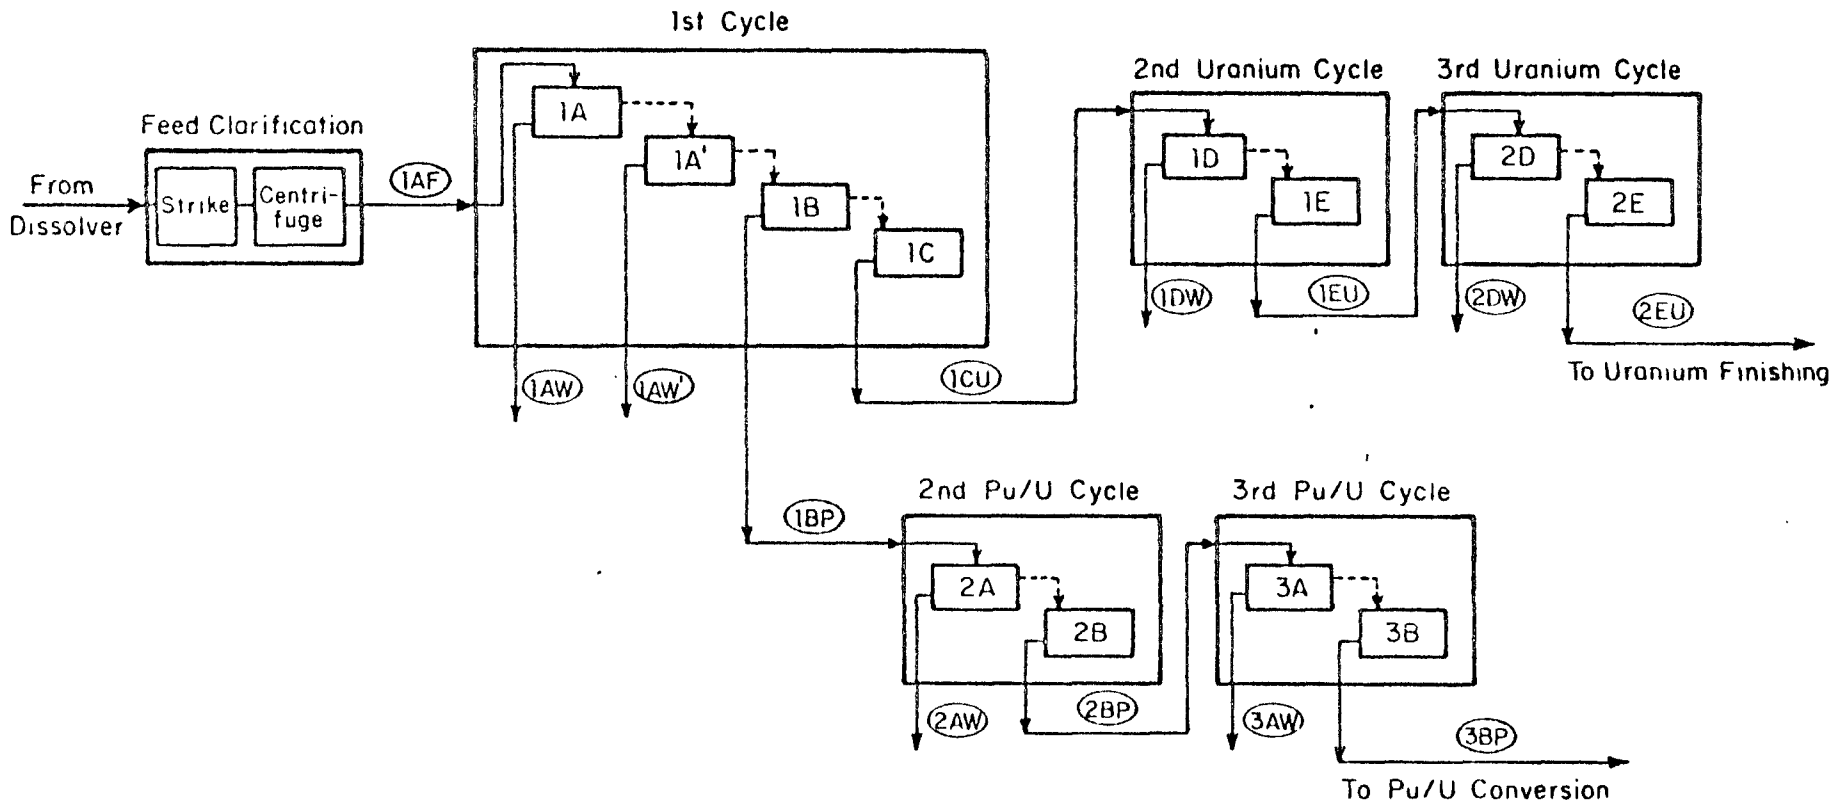 1st Cycle
2nd Uranium Cycle
3rd Uranium Cycle
Feed Clarification
From
Dissolver
Strike
Centri-
fuge
1AF
1A
1A'
1B
1C
1D
1E
2D
2E
1DW
1EU
2DW
2EU
To Uranium Finishing
1AW
1AW'
1CU
1BP
2nd Pu/U Cycle
3rd Pu/U Cycle
2A
2B
3A
3B
2AW
2BP
3AW
3BP
To Pu/U Conversion